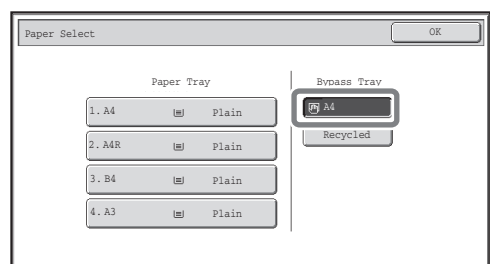 Paper Select
OK
Paper Tray
Bypass Tray
1. A4 Plain
2. A4R Plain
3. B4 Plain
4. A3 Plain
A4
Recycled